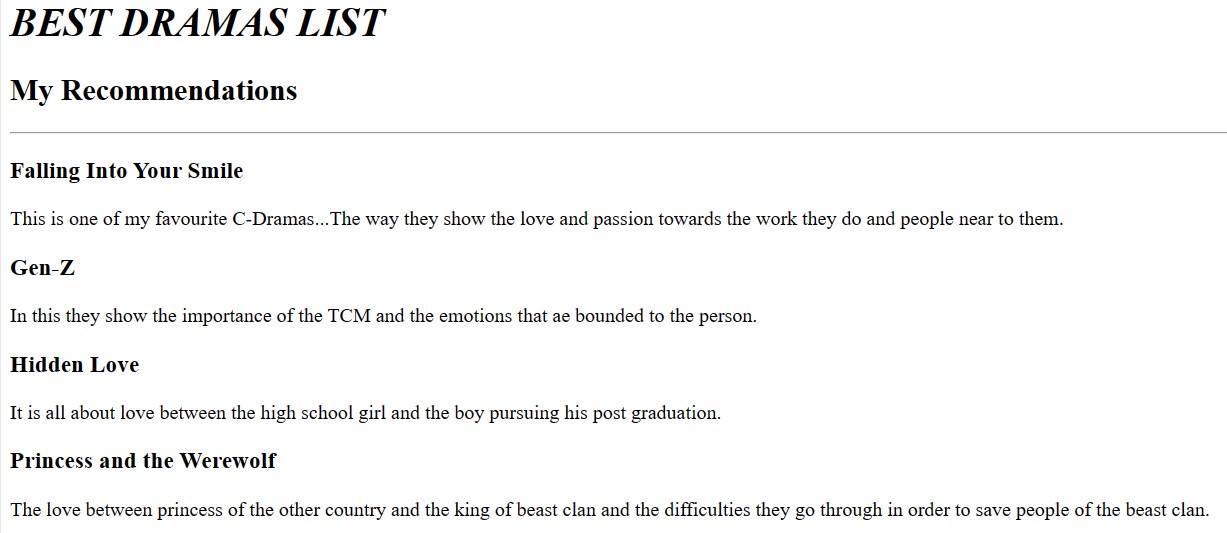 BEST DRAMAS LIST
My Recommendations
Falling Into Your Smile
This is one of my favourite C-Dramas...The way they show the love and passion towards the work they do and people near to them.
Gen-Z
In this they show the importance of the TCM and the emotions that ae bounded to the person.
Hidden Love
It is all about love between the high school girl and the boy pursuing his post graduation.
Princess and the Werewolf
The love between princess of the other country and the king of beast clan and the difficulties they go through in order to save people of the beast clan.